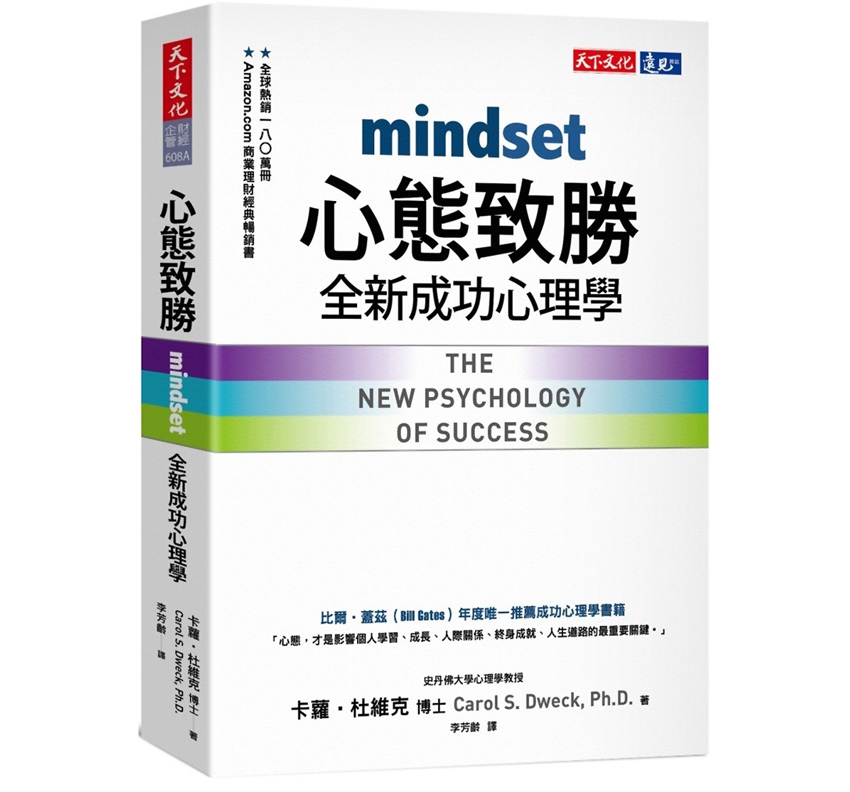 天下文化
財經
企管
608A
心態致勝
mindset
全新成功心理學
卡蘿・杜維克 博士 著
Carol S. Dweck, Ph.D.
李芳齡 譯
★ 全球熱銷一八〇萬冊
★ Amazon.com 商業理財經典暢銷書
天下文化 遠見雜誌
mindset
心態致勝
全新成功心理學
THE
NEW PSYCHOLOGY
OF SUCCESS
比爾・蓋茲（Bill Gates）年度唯一推薦成功心理學書籍
「心態，才是影響個人學習、成長、人際關係、終身成就、人生道路的最重要關鍵。」
史丹佛大學心理學教授
卡蘿・杜維克 博士 Carol S. Dweck, Ph.D. 著
李芳齡 譯